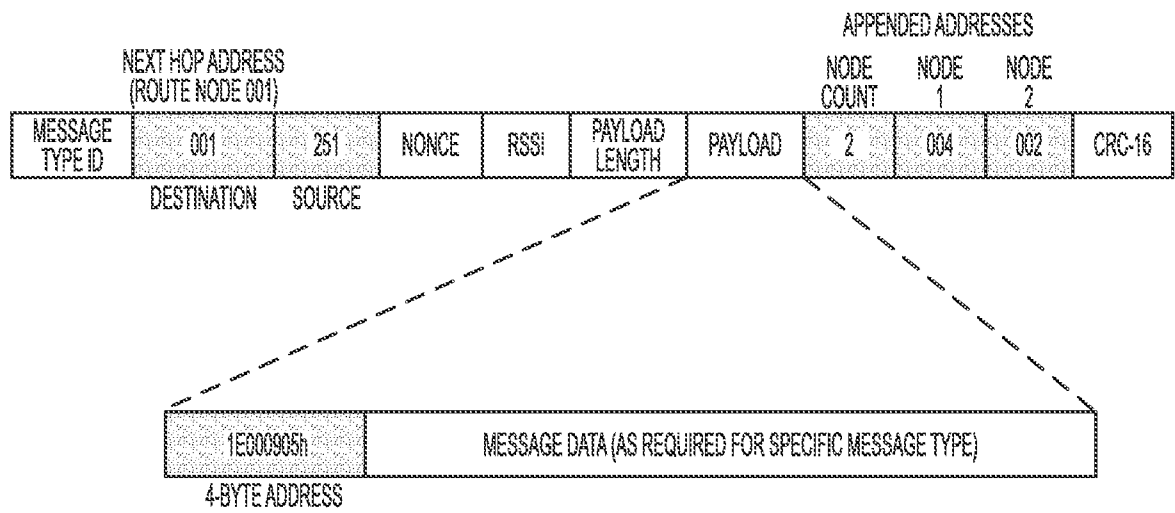 APPENDED ADDRESSES
NEXT HOP ADDRESS
(ROUTE NODE 001)
NODE
COUNT
NODE
1
NODE
2
MESSAGE
TYPE ID
001
251
NONCE
RSSI
PAYLOAD
LENGTH
PAYLOAD
2
004
002
CRC-16
DESTINATION
SOURCE
1E000905h
MESSAGE DATA (AS REQUIRED FOR SPECIFIC MESSAGE TYPE)
4-BYTE ADDRESS